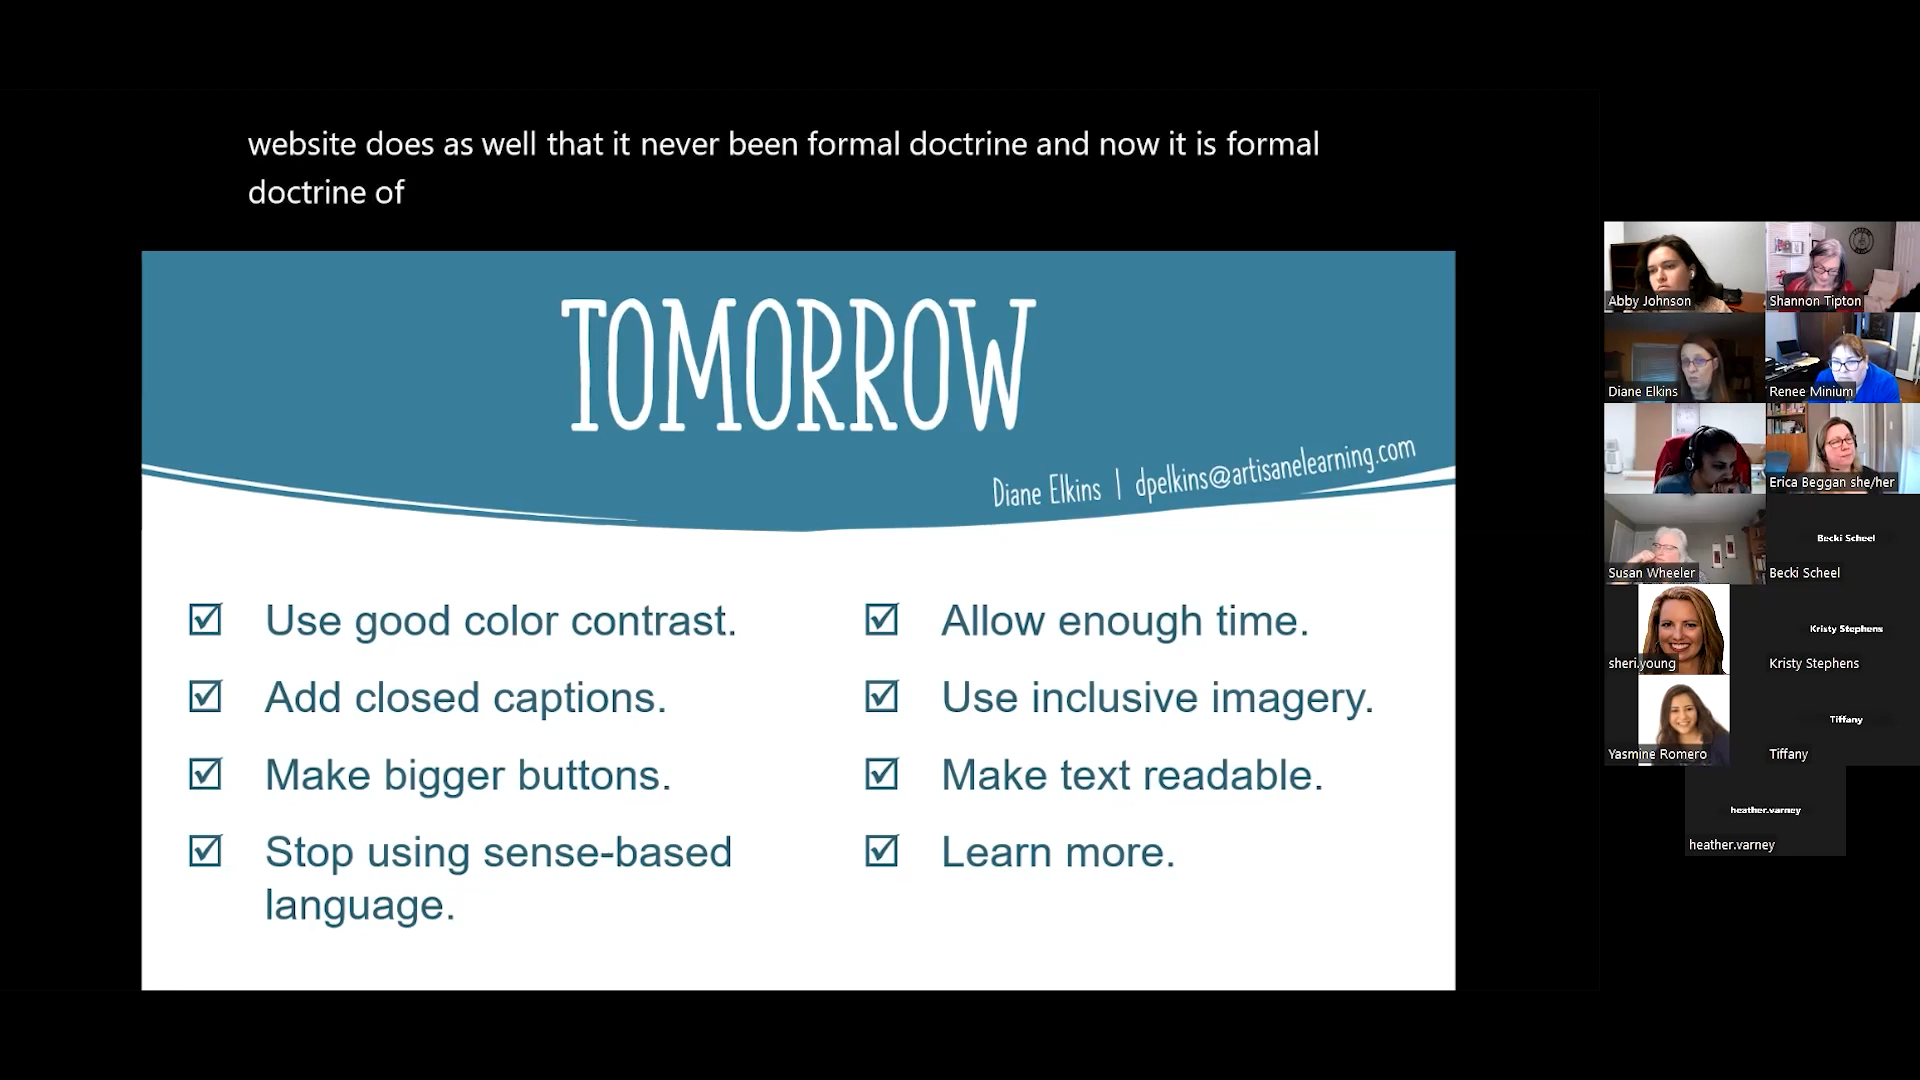 website does as well that it never been formal doctrine and now it is formal
doctrine of
TOMORROW
Diane Elkins | dpelkins@artisanelearning.com
Use good color contrast.
Add closed captions.
Make bigger buttons.
Stop using sense-based
language.
Allow enough time.
Use inclusive imagery.
Make text readable.
Learn more.
Abby Johnson
Shannon Tipton
Diane Elkins
Renee Minium
Erica Beggan she/her
Susan Wheeler
Becki Scheel
Becki Scheel
sheri.young
Kristy Stephens
Kristy Stephens
Yasmine Romero
Tiffany
Tiffany
heather.varney
heather.varney